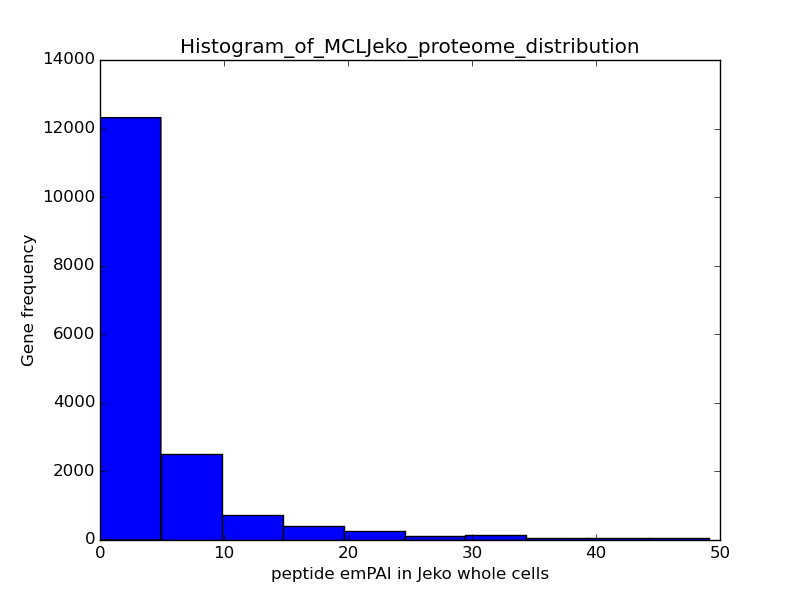 Histogram_of_MCLJeko_proteome_distribution
14000
12000
10000
8000
6000
4000
2000
0
Gene frequency
0 10 20 30 40 50
peptide emPAI in Jeko whole cells